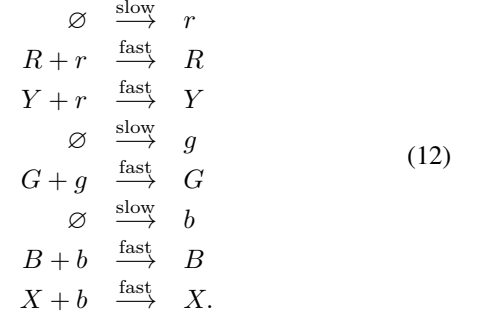 ∅ slow⟶ r
R + r fast⟶ R
Y + r fast⟶ Y
∅ slow⟶ g
G + g fast⟶ G
∅ slow⟶ b
B + b fast⟶ B
X + b fast⟶ X.
(12)